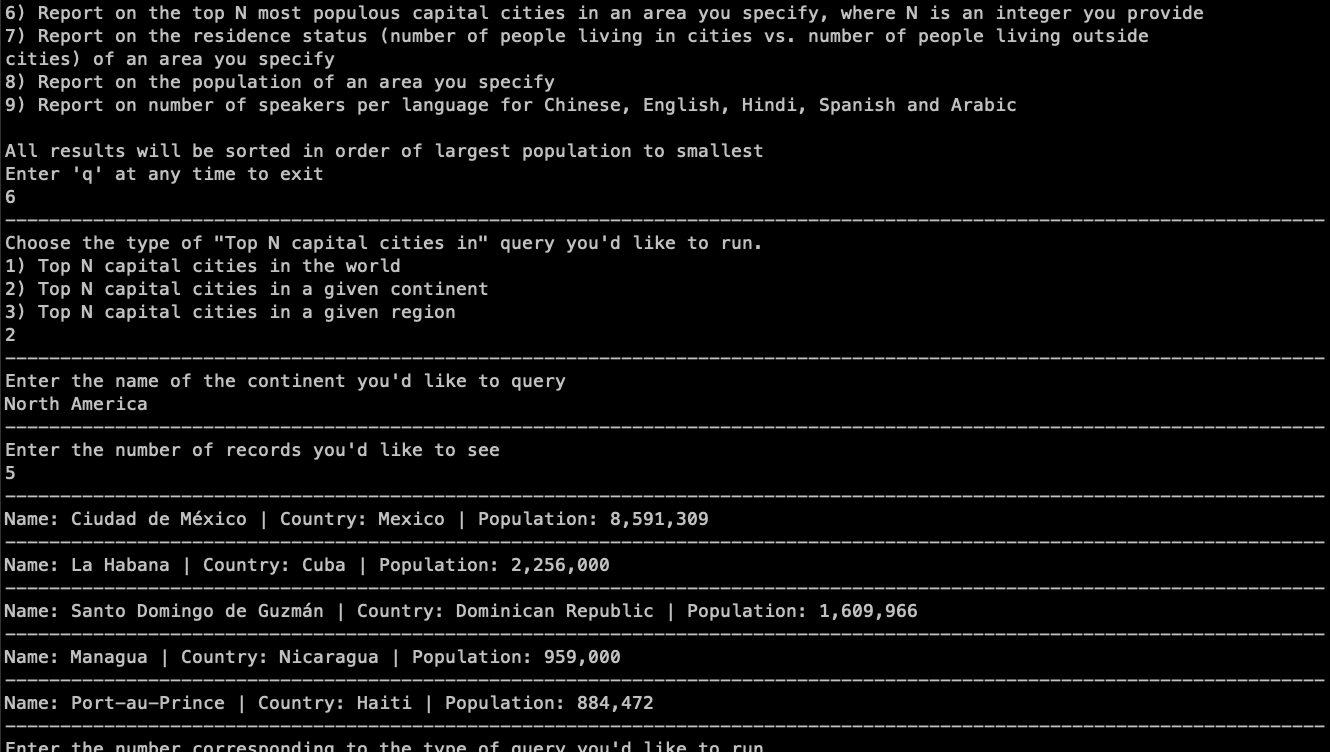 6) Report on the top N most populous capital cities in an area you specify, where N is an integer you provide
7) Report on the residence status (number of people living in cities vs. number of people living outside
cities) of an area you specify
8) Report on the population of an area you specify
9) Report on number of speakers per language for Chinese, English, Hindi, Spanish and Arabic
All results will be sorted in order of largest population to smallest
Enter 'q' at any time to exit
6
Choose the type of "Top N capital cities in" query you'd like to run.
1) Top N capital cities in the world
2) Top N capital cities in a given continent
3) Top N capital cities in a given region
2
Enter the name of the continent you'd like to query
North America
Enter the number of records you'd like to see
5
Name: Ciudad de México | Country: Mexico | Population: 8,591,309
Name: La Habana | Country: Cuba | Population: 2,256,000
Name: Santo Domingo de Guzmán | Country: Dominican Republic | Population: 1,609,966
Name: Managua | Country: Nicaragua | Population: 959,000
Name: Port-au-Prince | Country: Haiti | Population: 884,472
Enter the number corresponding to the type of query you'd like to run